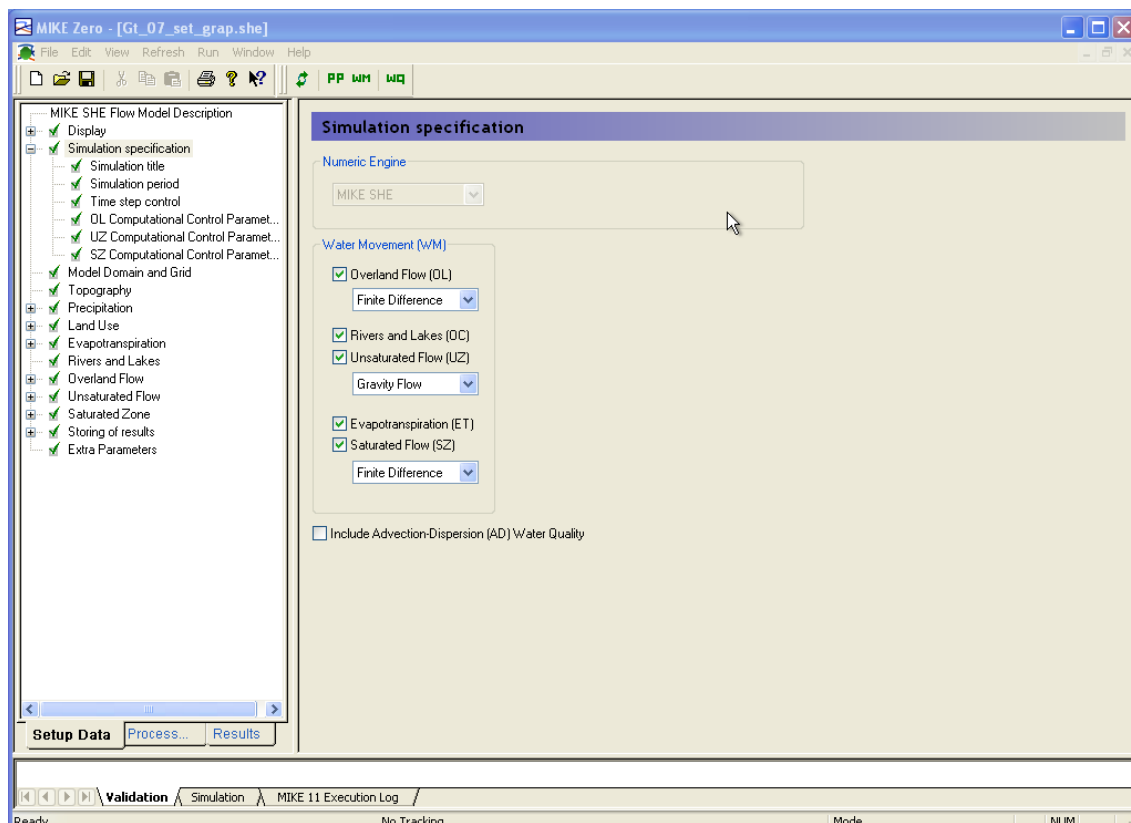 MIKE Zero - [Gt_07_set_grap.she]
File Edit View Refresh Run Window Help
PP WM WQ
MIKE SHE Flow Model Description
Display
Simulation specification
Simulation title
Simulation period
Time step control
OL Computational Control Paramet...
UZ Computational Control Paramet...
SZ Computational Control Paramet...
Model Domain and Grid
Topography
Precipitation
Land Use
Evapotranspiration
Rivers and Lakes
Overland Flow
Unsaturated Flow
Saturated Zone
Storing of results
Extra Parameters
Setup Data Process... Results
Simulation specification
Numeric Engine
MIKE SHE
Water Movement (WM)
Overland Flow (OL)
Finite Difference
Rivers and Lakes (OC)
Unsaturated Flow (UZ)
Gravity Flow
Evapotranspiration (ET)
Saturated Flow (SZ)
Finite Difference
Include Advection-Dispersion (AD) Water Quality
Validation Simulation MIKE 11 Execution Log
Ready No Tracking Mode NUM